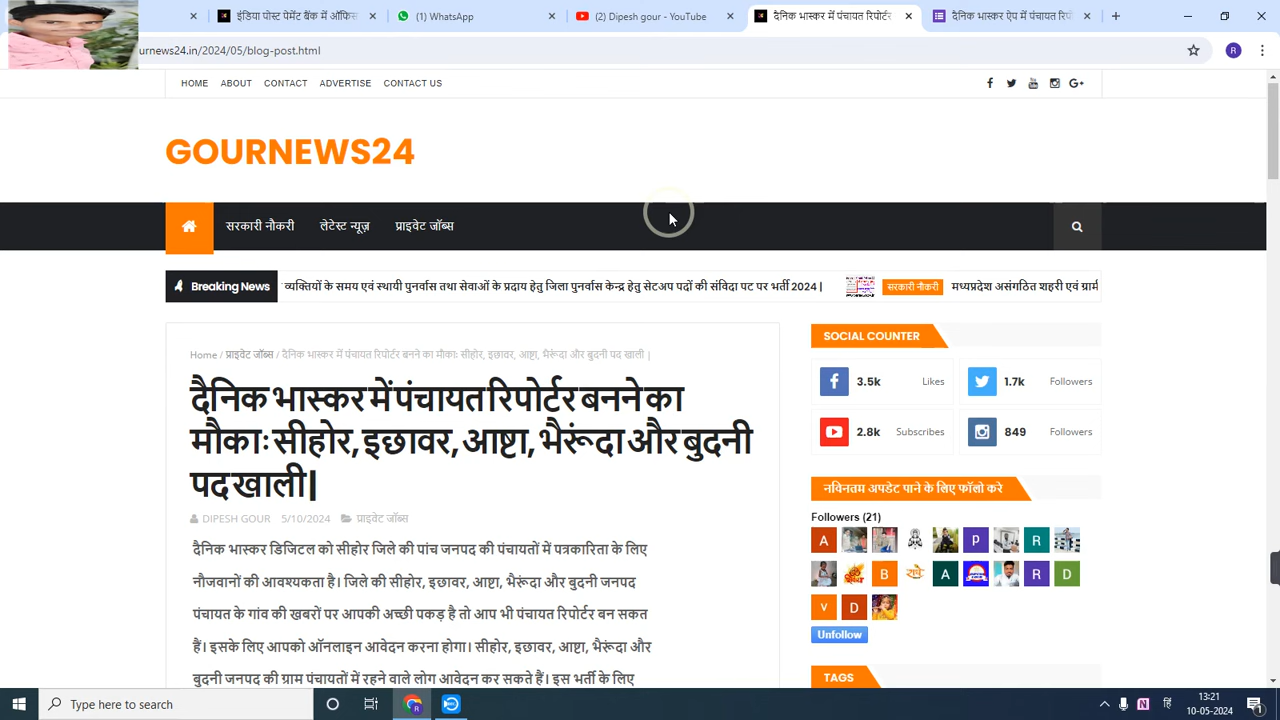 इंडिया पोस्ट पेमेंट बैंक में ऑफिस
(1) WhatsApp
(2) Dipesh gour - YouTube
दैनिक भास्कर में पंचायत रिपोर्टर
दैनिक भास्कर ऐप में पंचायत रिपो
urnews24.in/2024/05/blog-post.html
R
HOME ABOUT CONTACT ADVERTISE CONTACT US
GOURNEWS24
सरकारी नौकरी लेटेस्ट न्यूज़ प्राइवेट जॉब्स
Breaking News व्यक्तियों के समय एवं स्थायी पुनर्वास तथा सेवाओं के प्रदाय हेतु जिला पुनर्वास केन्द्र हेतु सेटअप पदों की संविदा पट पर भर्ती 2024 | सरकारी नौकरी मध्यप्रदेश असंगठित शहरी एवं ग्रामी
Home / प्राइवेट जॉब्स / दैनिक भास्कर में पंचायत रिपोर्टर बनने का मौकाः सीहोर, इछावर, आष्टा, भैरूंदा और बुदनी पद खाली |
दैनिक भास्कर में पंचायत रिपोर्टर बनने का
मौकाः सीहोर, इछावर, आष्टा, भैरूंदा और बुदनी
पद खाली |
DIPESH GOUR 5/10/2024 प्राइवेट जॉब्स
दैनिक भास्कर डिजिटल को सीहोर जिले की पांच जनपद की पंचायतों में पत्रकारिता के लिए
नौजवानों की आवश्यकता है। जिले की सीहोर, इछावर, आष्टा, भैरूंदा और बुदनी जनपद
पंचायत के गांव की खबरों पर आपकी अच्छी पकड़ है तो आप भी पंचायत रिपोर्टर बन सकत
हैं। इसके लिए आपको ऑनलाइन आवेदन करना होगा। सीहोर, इछावर, आष्टा, भैरूंदा और
बुदनी जनपद की ग्राम पंचायतों में रहने वाले लोग आवेदन कर सकते हैं। इस भर्ती के लिए
SOCIAL COUNTER
3.5k Likes
1.7k Followers
2.8k Subscribes
849 Followers
नविनतम अपडेट पाने के लिए फॉलो करे
Followers (21)
A P R
B A R D
V D
Unfollow
TAGS
Type here to search
हि
13:21
10-05-2024